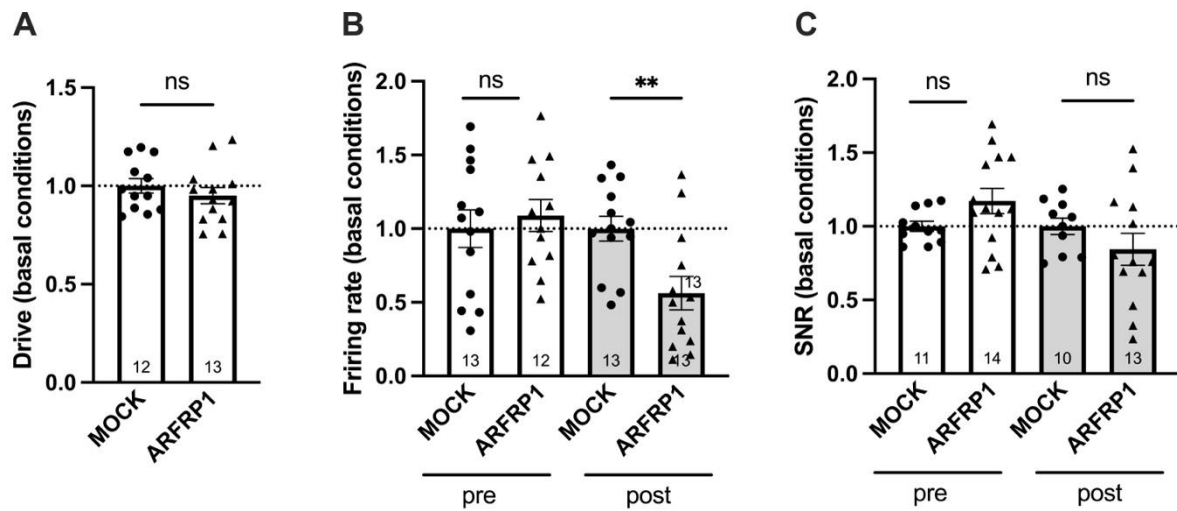 A
Drive (basal conditions)
1.5
1.0
0.5
0.0
ns
12
13
MOCK
ARFRP1
B
Friring rate (basal conditions)
2.0
1.5
1.0
0.5
0.0
ns
**
13
13
12
13
13
MOCK
ARFRP1
MOCK
ARFRP1
pre
post
C
SNR (basal conditions)
2.0
1.5
1.0
0.5
0.0
ns
ns
11
14
10
13
MOCK
ARFRP1
MOCK
ARFRP1
pre
post